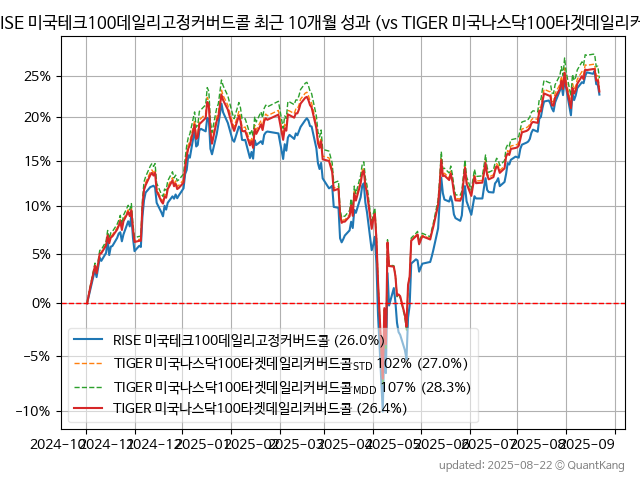 ISE 미국테크100데일리고정커버드콜 최근 10개월 성과 (vs TIGER 미국나스닥100타겟데일리커
25%
20%
15%
10%
5%
0%
−5%
−10%
RISE 미국테크100데일리고정커버드콜 (26.0%)
TIGER 미국나스닥100타겟데일리커버드콜STD 102% (27.0%)
TIGER 미국나스닥100타겟데일리커버드콜MDD 107% (28.3%)
TIGER 미국나스닥100타겟데일리커버드콜 (26.4%)
2024-10 2024-11 2024-12 2025-01 2025-02 2025-03 2025-04 2025-05 2025-06 2025-07 2025-08 2025-09
updated: 2025-08-22 © QuantKang